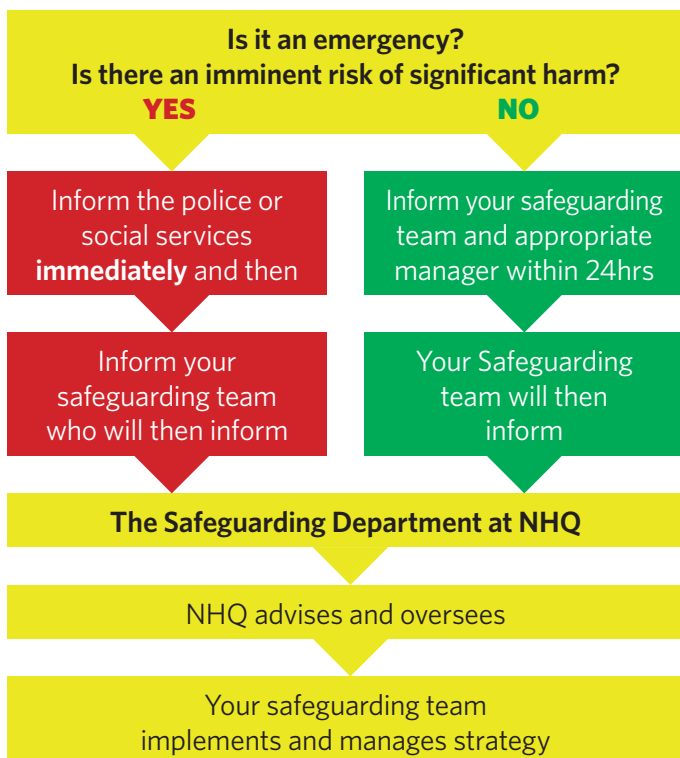 Is it an emergency?
Is there an imminent risk of significant harm?
YES
NO
Inform the police or
social services
immediately and then
Inform your safeguarding
team and appropriate
manager within 24hrs
Inform your
safeguarding team
who will then inform
Your Safeguarding
team will then
inform
The Safeguarding Department at NHQ
NHQ advises and oversees
Your safeguarding team
implements and manages strategy